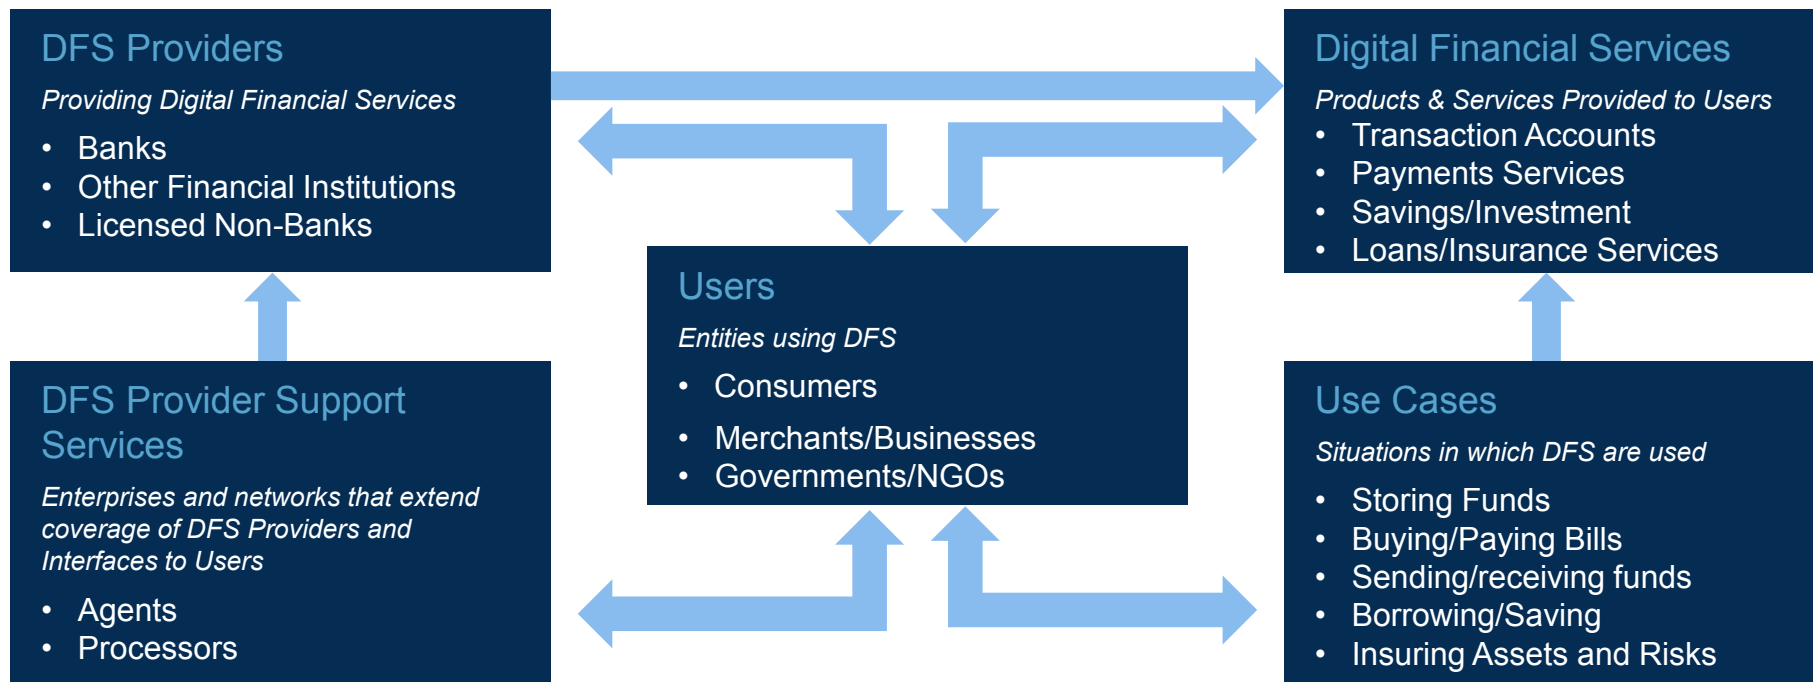 DFS Providers
Providing Digital Financial Services
• Banks
• Other Financial Institutions
• Licensed Non-Banks
Digital Financial Services
Products & Services Provided to Users
• Transaction Accounts
• Payments Services
• Savings/Investment
• Loans/Insurance Services
Users
Entities using DFS
• Consumers
• Merchants/Businesses
• Governments/NGOs
DFS Provider Support
Services
Enterprises and networks that extend
coverage of DFS Providers and
Interfaces to Users
• Agents
• Processors
Use Cases
Situations in which DFS are used
• Storing Funds
• Buying/Paying Bills
• Sending/receiving funds
• Borrowing/Saving
• Insuring Assets and Risks